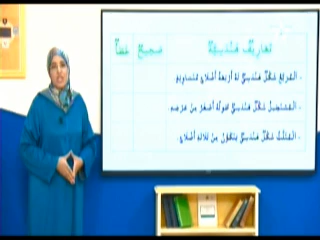 تعاريف هندسية صحيح خطأ
- المربع شكل هندسي له أربعة أضلاع متساوية.
- المستطيل شكل هندسي طوله أصغر من عرضه.
- المثلث شكل هندسي يتكون من ثلاثة أضلاع.